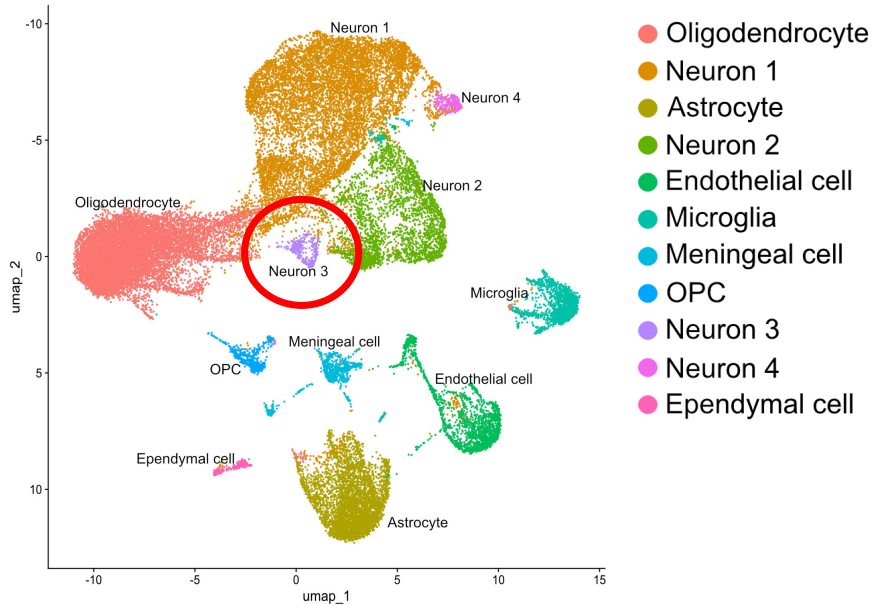 -10
-5
0
5
10
umap_2
-10
-5
0
5
10
15
umap_1
Neuron 1
Neuron 4
Neuron 2
Oligodendrocyte
Neuron 3
Microglia
Meningeal cell
OPC
Endothelial cell
Ependymal cell
Astrocyte
Oligodendrocyte
Neuron 1
Astrocyte
Neuron 2
Endothelial cell
Microglia
Meningeal cell
OPC
Neuron 3
Neuron 4
Ependymal cell